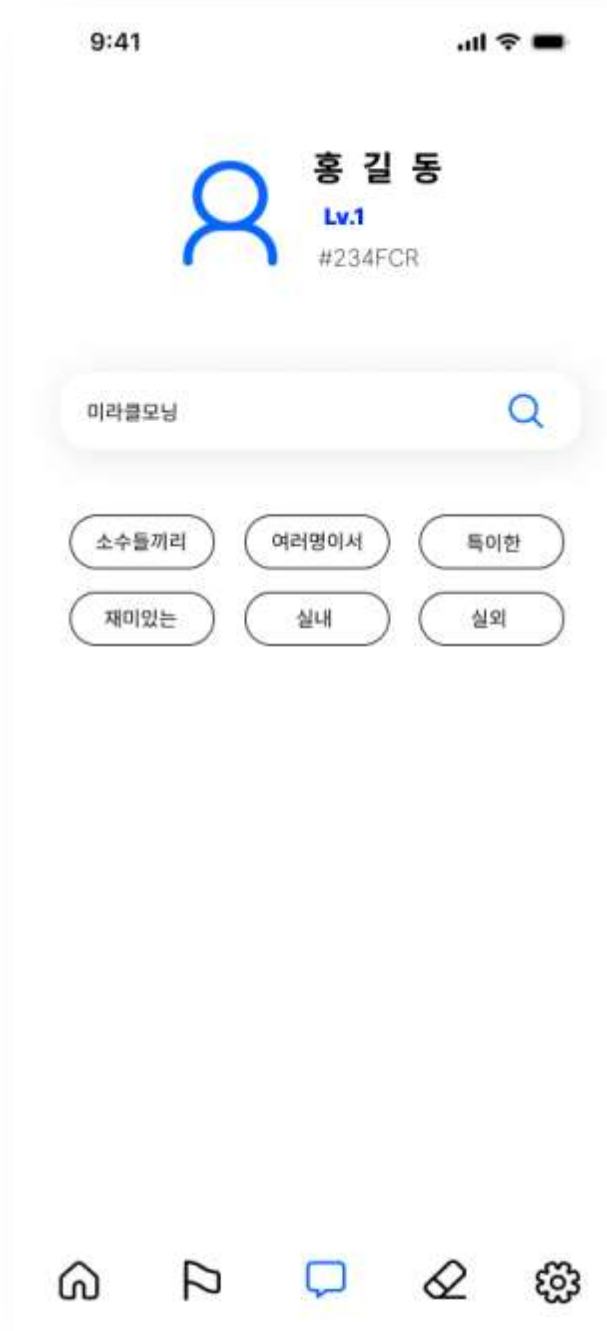 9:41
홍 길 동
Lv.1
#234FCR
미라클모닝
소수들끼리 여러명이서 특이한
재미있는 실내 실외